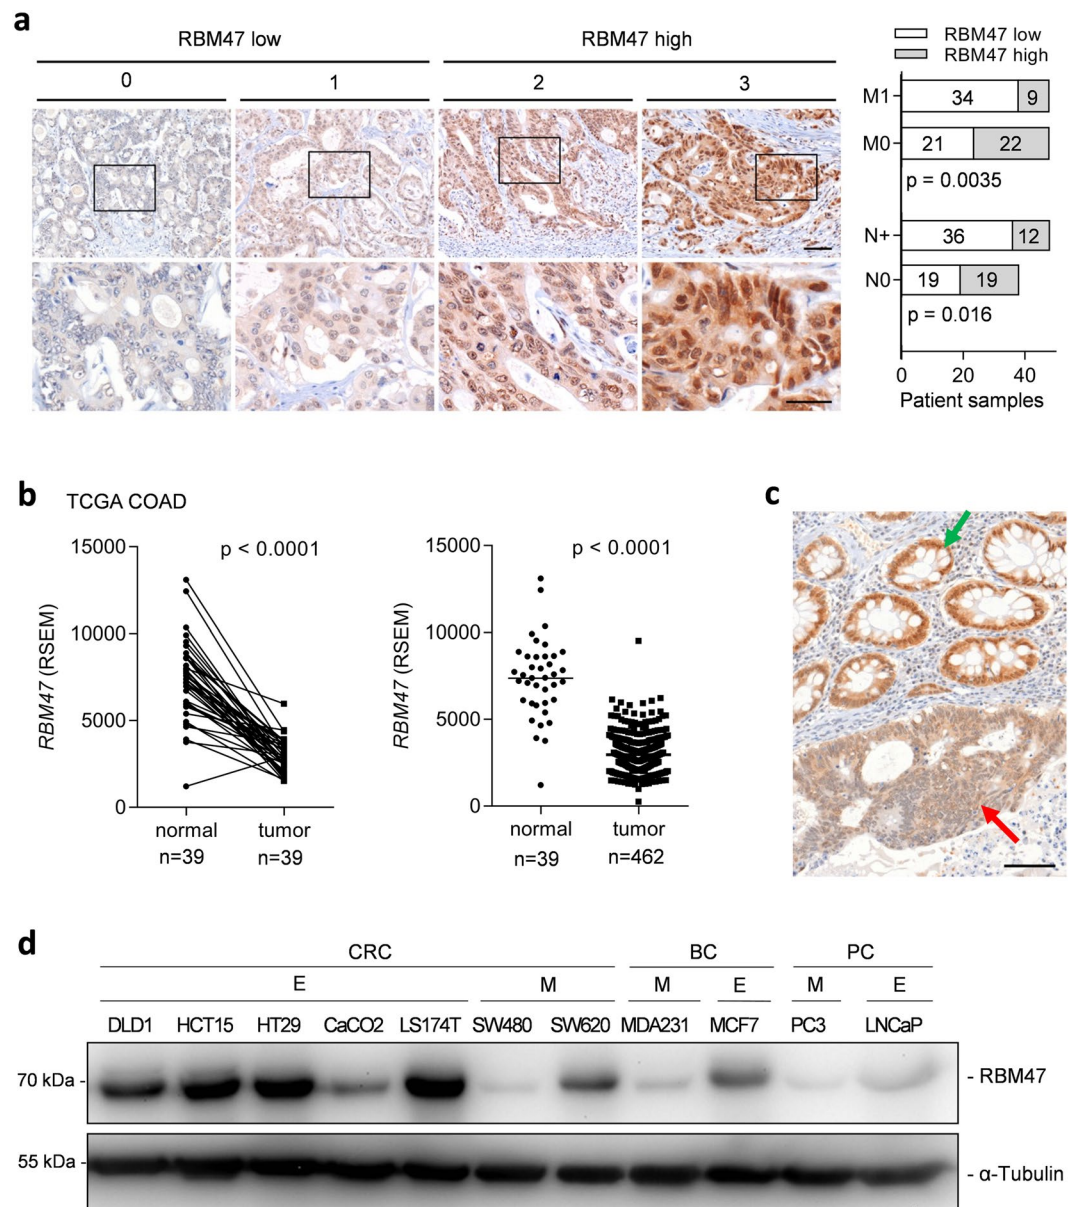 a
RBM47 low RBM47 high
0 1 2 3
RBM47 low
RBM47 high
M1 34 9
M0 21 22
p = 0.0035
N+ 36 12
N0 19 19
p = 0.016
0 20 40
Patient samples
b
TCGA COAD
RBM47 (RSEM)
15000
10000
5000
0
p < 0.0001
normal tumor
n=39 n=39
RBM47 (RSEM)
15000
10000
5000
0
p < 0.0001
normal tumor
n=39 n=462
c
d
CRC BC PC
E M M E M E
DLD1 HCT15 HT29 CaCO2 LS174T SW480 SW620 MDA231 MCF7 PC3 LNCaP
70 kDa - - RBM47
55 kDa - - α-Tubulin